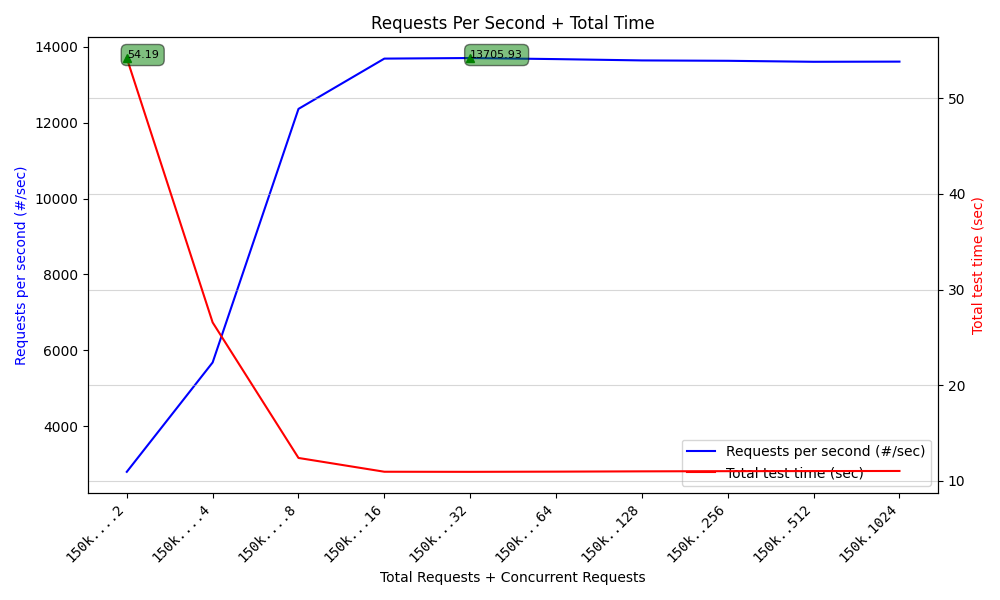 Requests Per Second + Total Time
54.19
13705.93
14000
12000
10000
8000
6000
4000
Requests per second (#/sec)
50
40
30
20
10
Total test time (sec)
Requests per second (#/sec)
Total test time (sec)
150k....2
150k....4
150k....8
150k...16
150k...32
150k...64
150k..128
150k..256
150k..512
150k.1024
Total Requests + Concurrent Requests